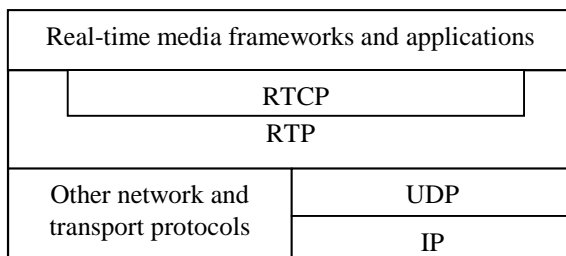 Real-time media frameworks and applications
RTCP
RTP
Other network and
transport protocols
UDP
IP